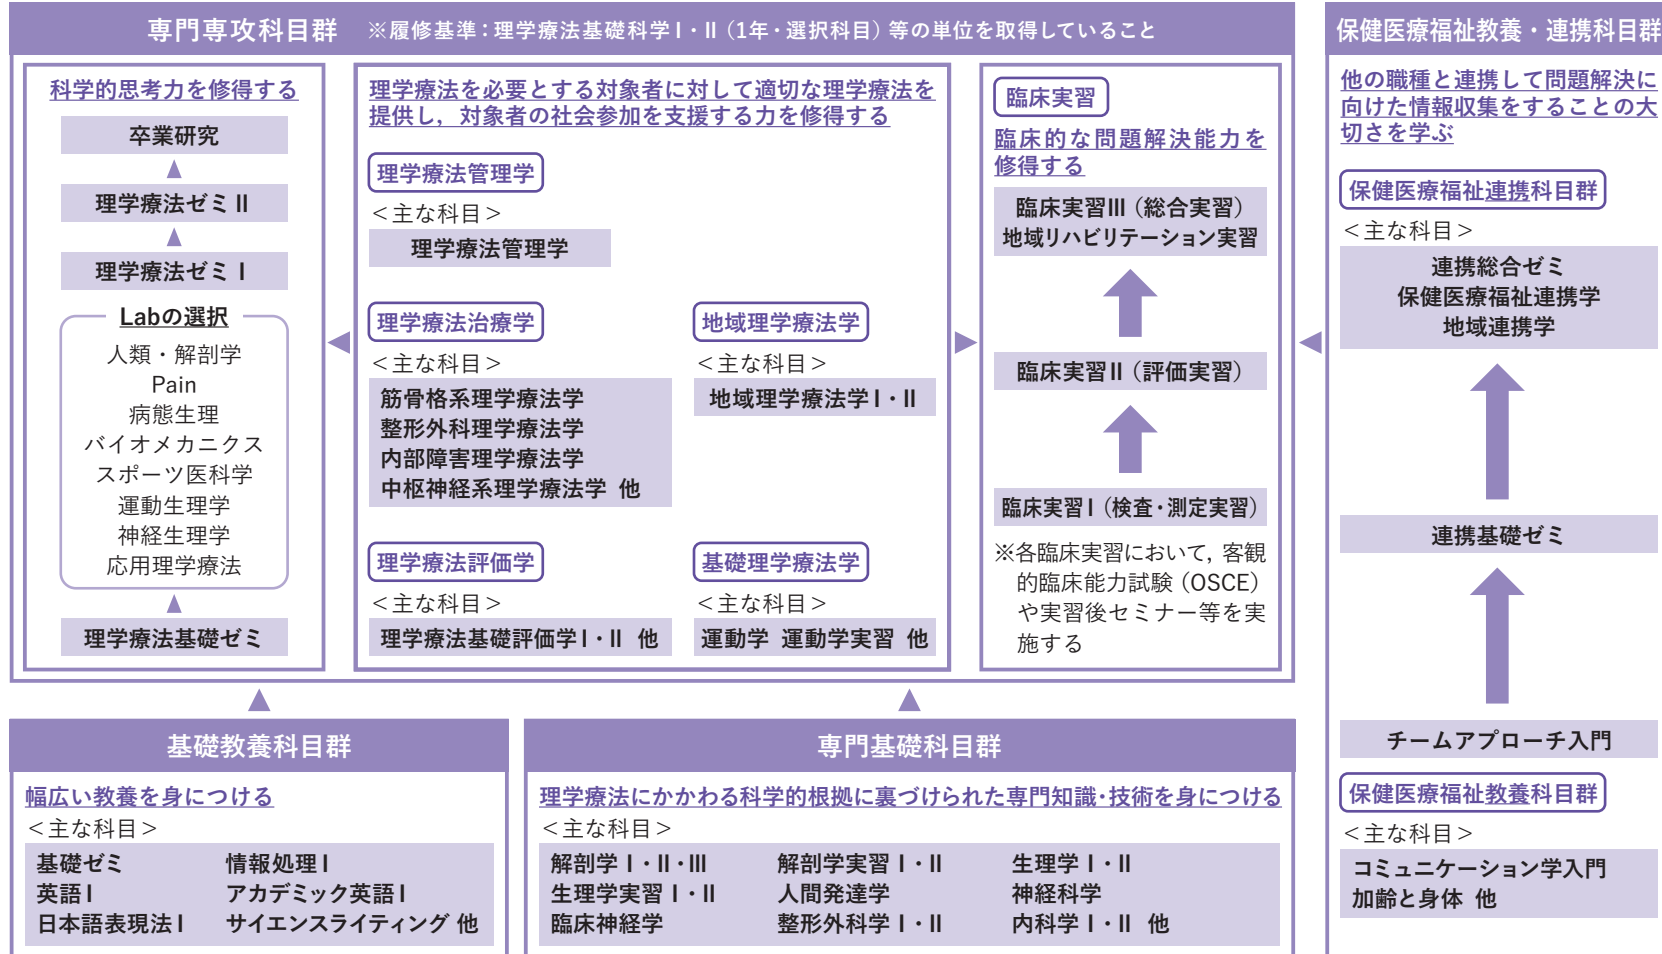 専門専攻科目群 ※履修基準：理学療法基礎科学Ⅰ・Ⅱ（1年・選択科目）等の単位を取得していること
科学的思考力を修得する
卒業研究
理学療法ゼミⅡ
理学療法ゼミⅠ
Labの選択
人類・解剖学
Pain
病態生理
バイオメカニクス
スポーツ医科学
運動生理学
神経生理学
応用理学療法
理学療法基礎ゼミ
理学療法を必要とする対象者に対して適切な理学療法を
提供し，対象者の社会参加を支援する力を修得する
理学療法管理学
＜主な科目＞
理学療法管理学
理学療法治療学
＜主な科目＞
筋骨格系理学療法学
整形外科理学療法学
内部障害理学療法学
中枢神経系理学療法学 他
地域理学療法学
＜主な科目＞
地域理学療法学Ⅰ・Ⅱ
理学療法評価学
＜主な科目＞
理学療法基礎評価学Ⅰ・Ⅱ 他
基礎理学療法学
＜主な科目＞
運動学 運動学実習 他
臨床実習
臨床的な問題解決能力を
修得する
臨床実習Ⅲ（総合実習）
地域リハビリテーション実習
臨床実習Ⅱ（評価実習）
臨床実習Ⅰ（検査・測定実習）
※各臨床実習において，客観
的臨床能力試験（OSCE）
や実習後セミナー等を実
施する
保健医療福祉教養・連携科目群
他の職種と連携して問題解決に
向けた情報収集をすることの大
切さを学ぶ
保健医療福祉連携科目群
＜主な科目＞
連携総合ゼミ
保健医療福祉連携学
地域連携学
連携基礎ゼミ
チームアプローチ入門
保健医療福祉教養科目群
＜主な科目＞
コミュニケーション学入門
加齢と身体 他
基礎教養科目群
幅広い教養を身につける
＜主な科目＞
基礎ゼミ 情報処理Ⅰ
英語Ⅰ アカデミック英語Ⅰ
日本語表現法Ⅰ サイエンスライティング 他
専門基礎科目群
理学療法にかかわる科学的根拠に裏づけられた専門知識・技術を身につける
＜主な科目＞
解剖学Ⅰ・Ⅱ・Ⅲ 解剖学実習Ⅰ・Ⅱ 生理学Ⅰ・Ⅱ
生理学実習Ⅰ・Ⅱ 人間発達学 神経科学
臨床神経学 整形外科学Ⅰ・Ⅱ 内科学Ⅰ・Ⅱ 他